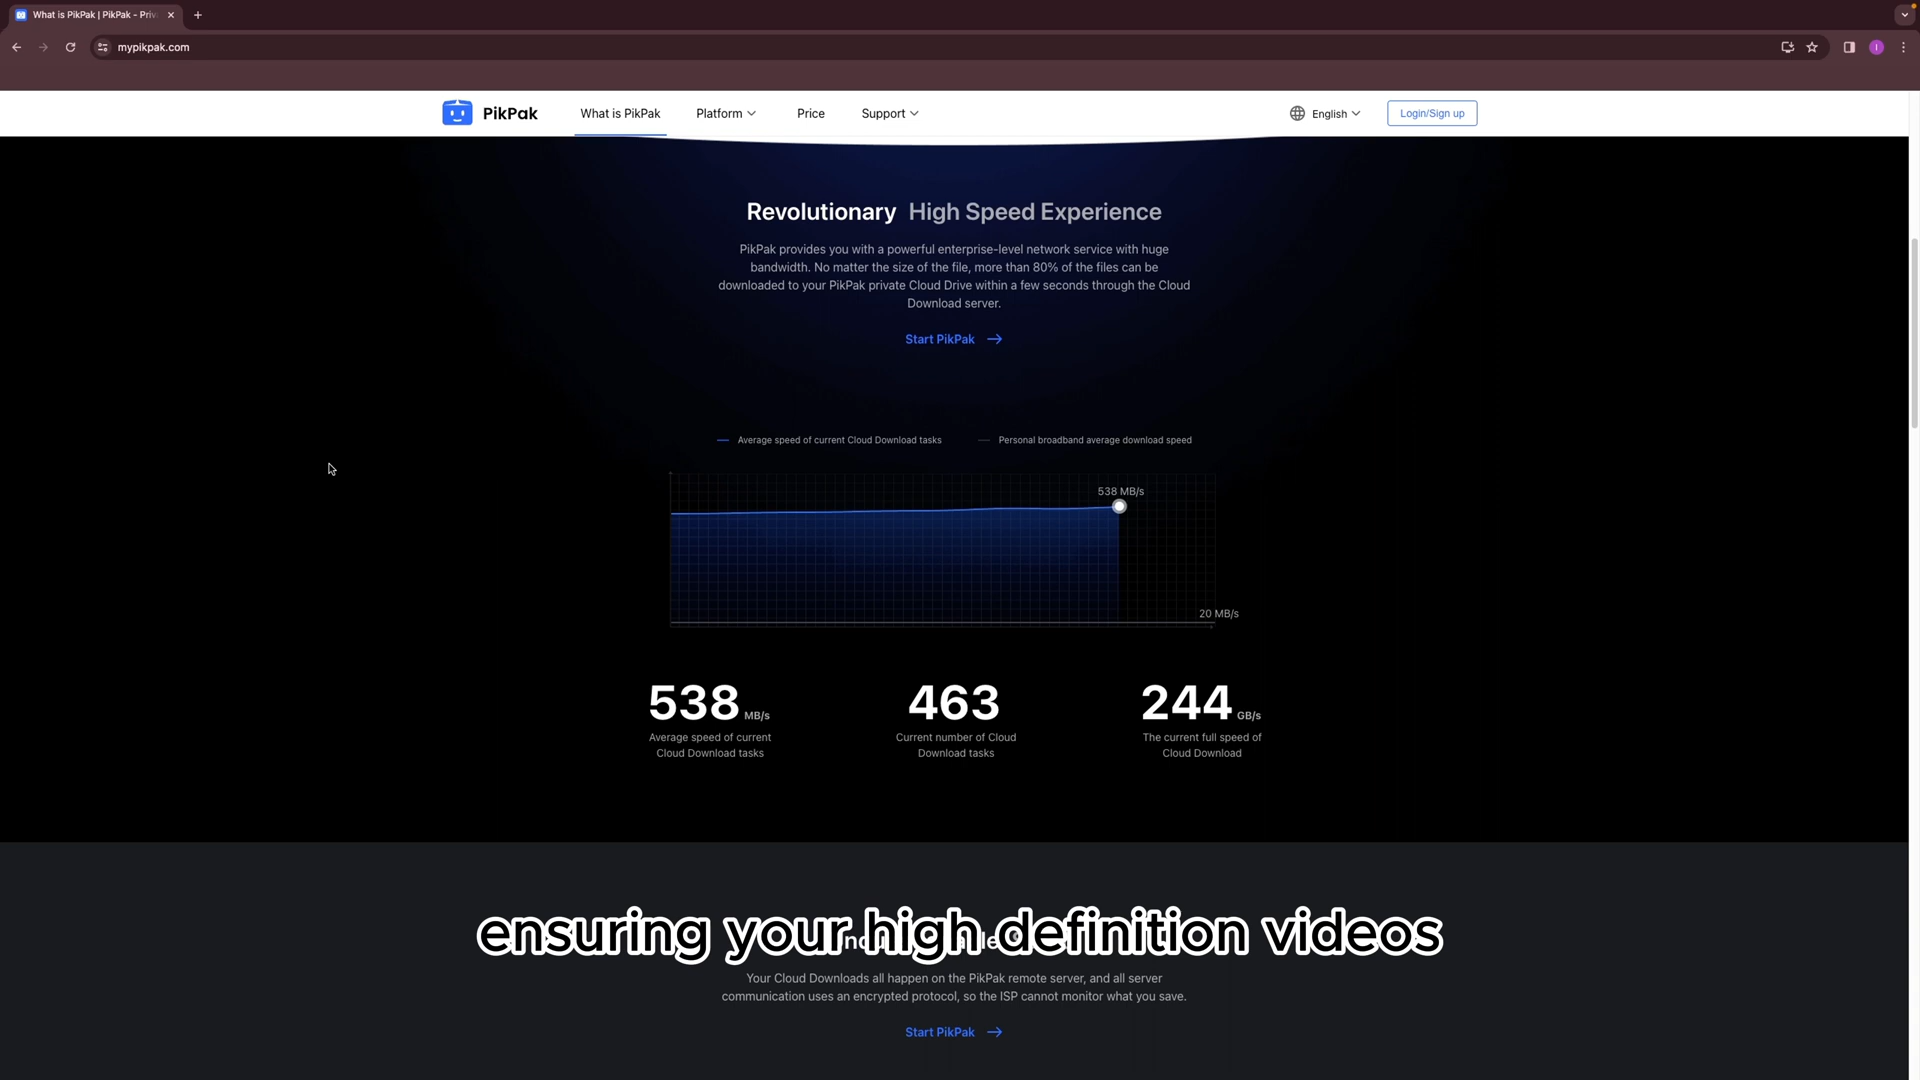 What is PikPak | PikPak - Priv
mypikpak.com
PikPak
What is PikPak
Platform
Price
Support
English
Login/Sign up
Revolutionary High Speed Experience
PikPak provides you with a powerful enterprise-level network service with huge
bandwidth. No matter the size of the file, more than 80% of the files can be
downloaded to your PikPak private Cloud Drive within a few seconds through the Cloud
Download server.
Start PikPak
Average speed of current Cloud Download tasks
Personal broadband average download speed
538 MB/s
20 MB/s
538 MB/s
Average speed of current
Cloud Download tasks
463
Current number of Cloud
Download tasks
244 GB/s
The current full speed of
Cloud Download
ensuring your high definition videos
Your Cloud Downloads all happen on the PikPak remote server, and all server
communication uses an encrypted protocol, so the ISP cannot monitor what you save.
Start PikPak